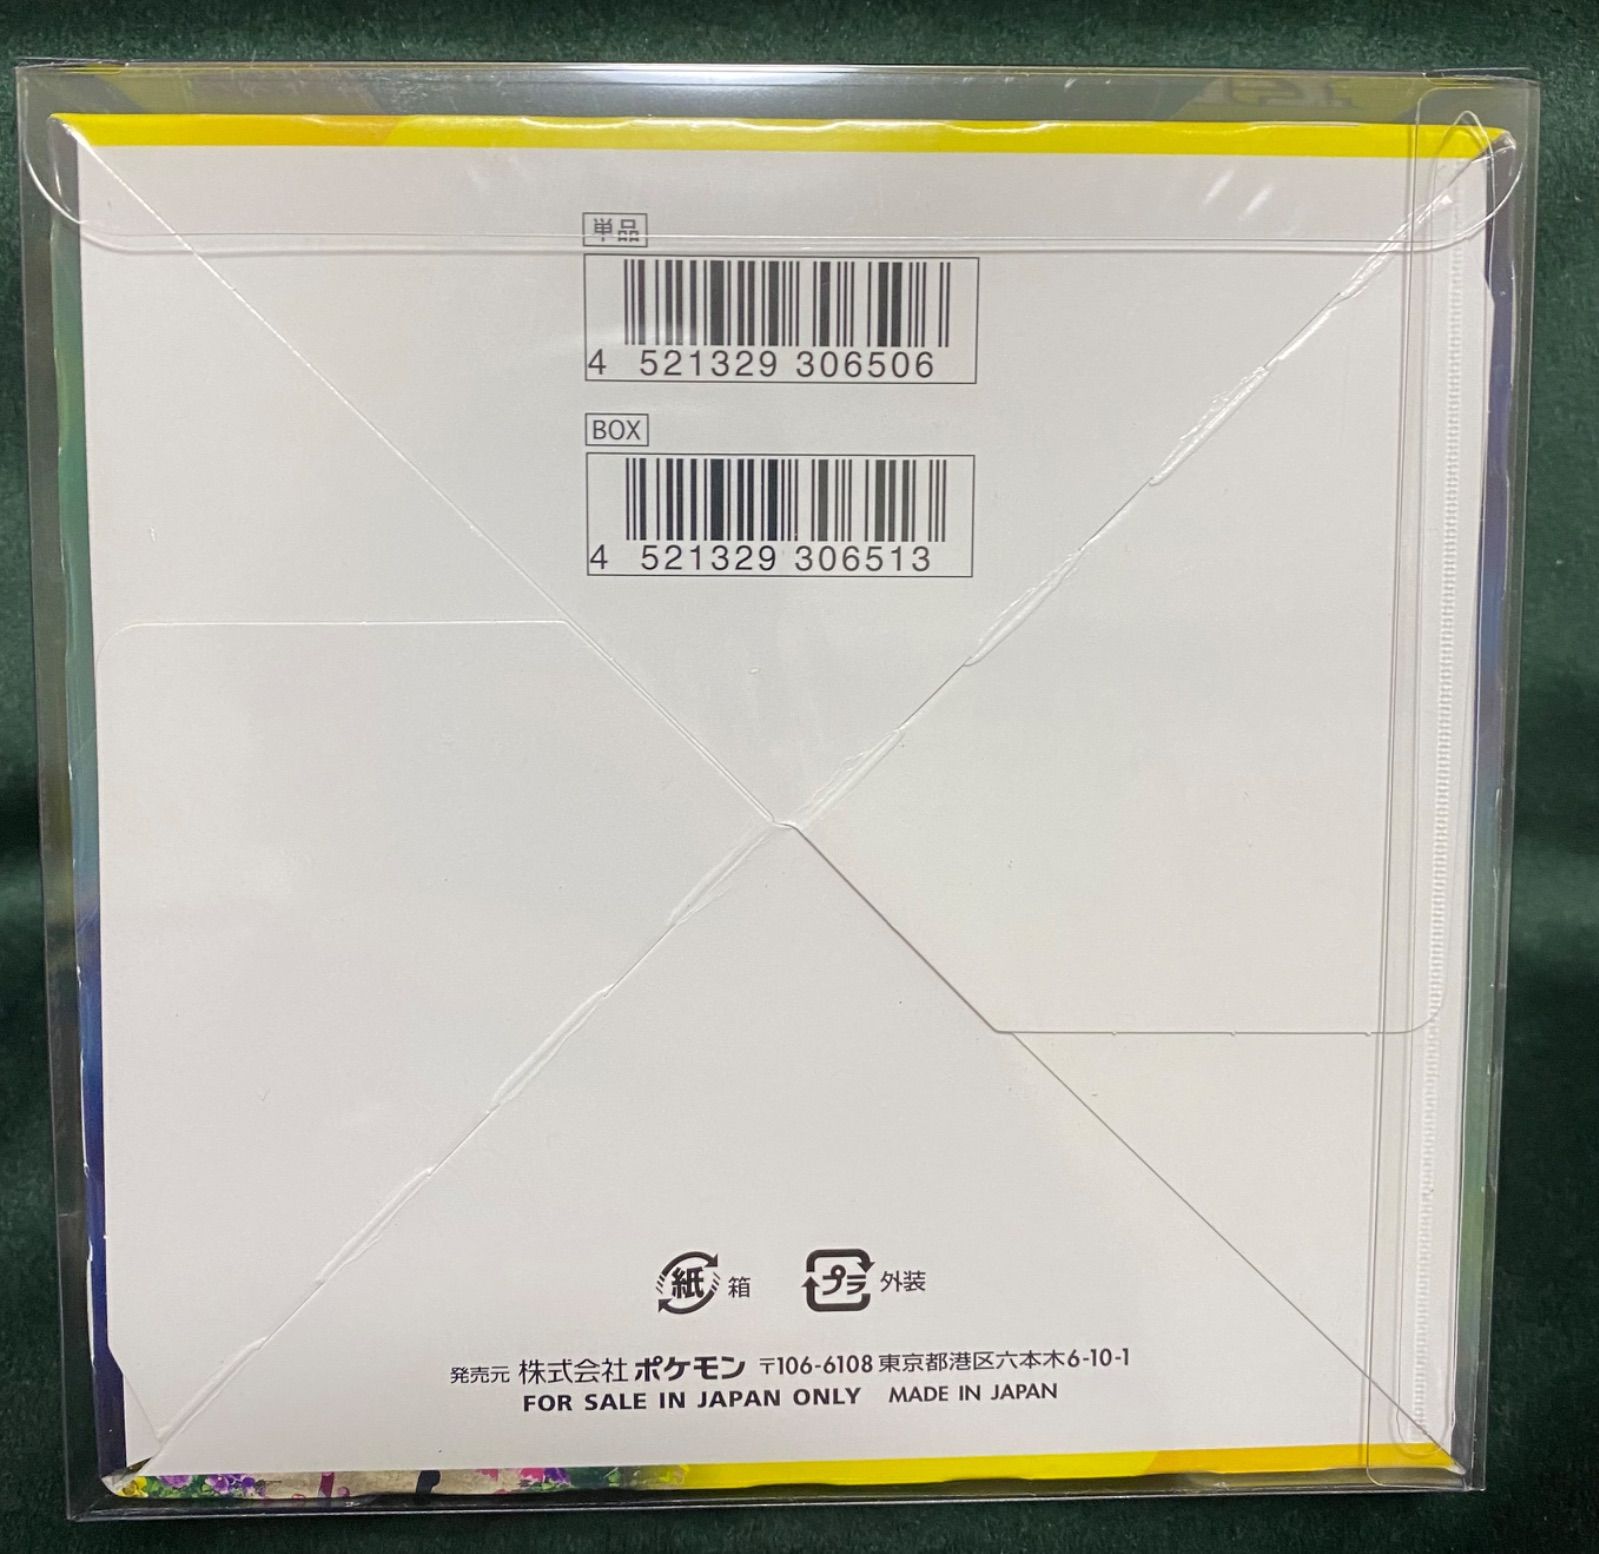 単品
4 521329 306506
BOX
4 521329 306513
紙 箱 プラ 外装
発売元 株式会社 ポケモン 〒106-6108 東京都港区六本木6-10-1
FOR SALE IN JAPAN ONLY MADE IN JAPAN